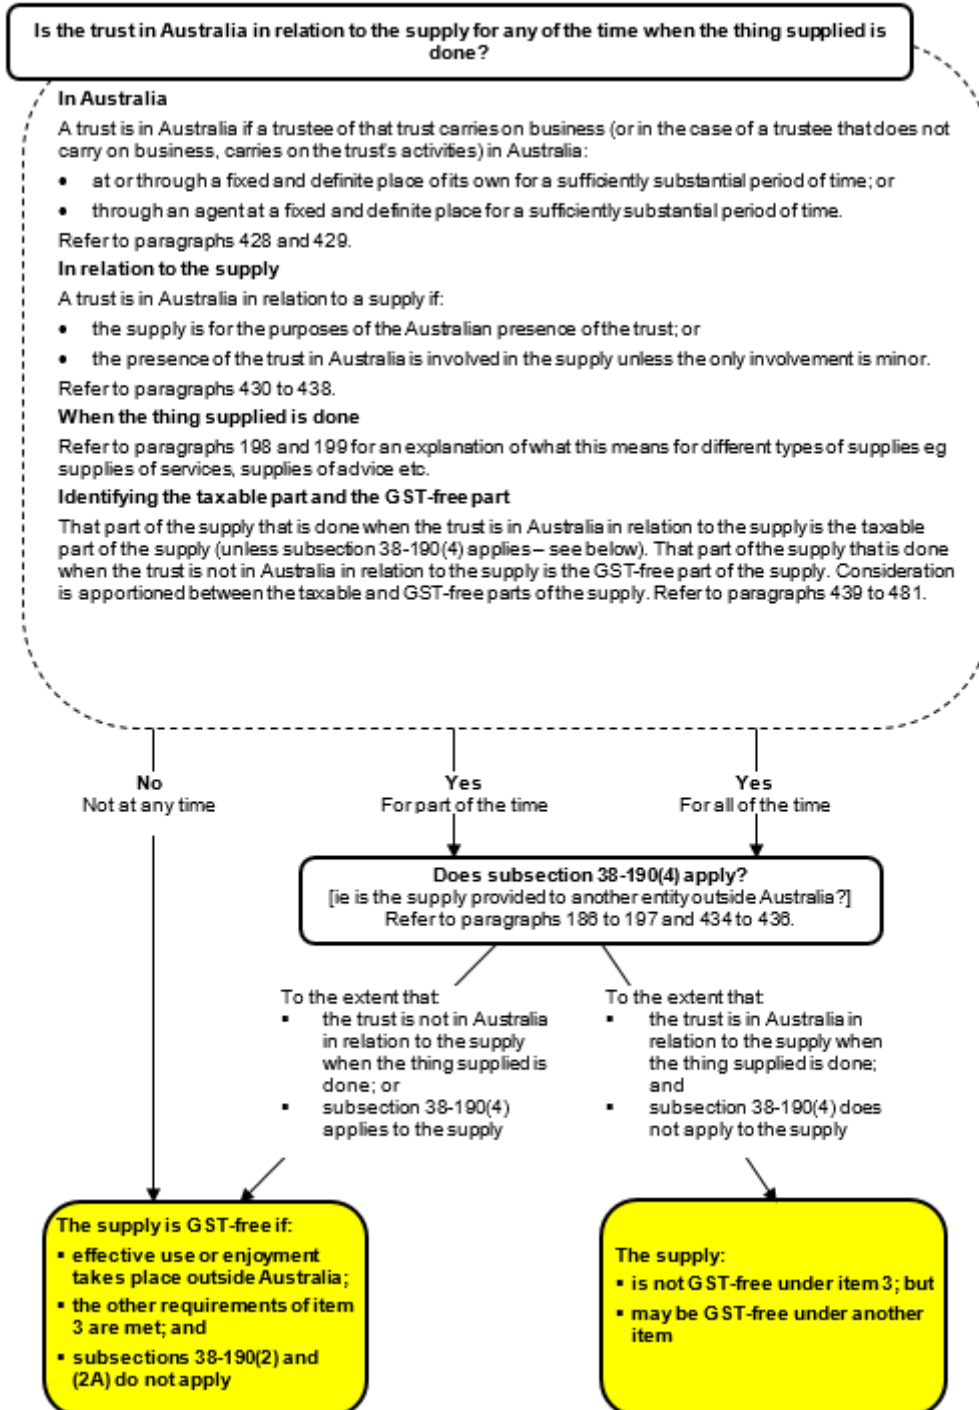 Is the trust in Australia in relation to the supply for any of the time when the thing supplied is
done?
In Australia
A trust is in Australia if a trustee of that trust carries on business (or in the case of a trustee that does not
carry on business, carries on the trust's activities) in Australia:
• at or through a fixed and definite place of its own for a sufficiently substantial period of time; or
• through an agent at a fixed and definite place for a sufficiently substantial period of time.
Refer to paragraphs 428 and 429.
In relation to the supply
A trust is in Australia in relation to a supply if:
• the supply is for the purposes of the Australian presence of the trust; or
• the presence of the trust in Australia is involved in the supply unless the only involvement is minor.
Refer to paragraphs 430 to 438.
When the thing supplied is done
Refer to paragraphs 198 and 199 for an explanation of what this means for different types of supplies eg
supplies of services, supplies of advice etc.
Identifying the taxable part and the GST-free part
That part of the supply that is done when the trust is in Australia in relation to the supply is the taxable
part of the supply (unless subsection 38-190(4) applies – see below). That part of the supply that is done
when the trust is not in Australia in relation to the supply is the GST-free part of the supply. Consideration
is apportioned between the taxable and GST-free parts of the supply. Refer to paragraphs 439 to 481.
No
Not at any time
Yes
For part of the time
Yes
For all of the time
Does subsection 38-190(4) apply?
[ie is the supply provided to another entity outside Australia?]
Refer to paragraphs 186 to 197 and 434 to 436.
To the extent that:
▪ the trust is not in Australia
in relation to the supply
when the thing supplied is
done; or
▪ subsection 38-190(4)
applies to the supply
To the extent that:
▪ the trust is in Australia in
relation to the supply when
the thing supplied is done;
and
▪ subsection 38-190(4) does
not apply to the supply
The supply is GST-free if:
▪ effective use or enjoyment
takes place outside Australia;
▪ the other requirements of item
3 are met; and
▪ subsections 38-190(2) and
(2A) do not apply
The supply:
▪ is not GST-free under item 3; but
▪ may be GST-free under another
item